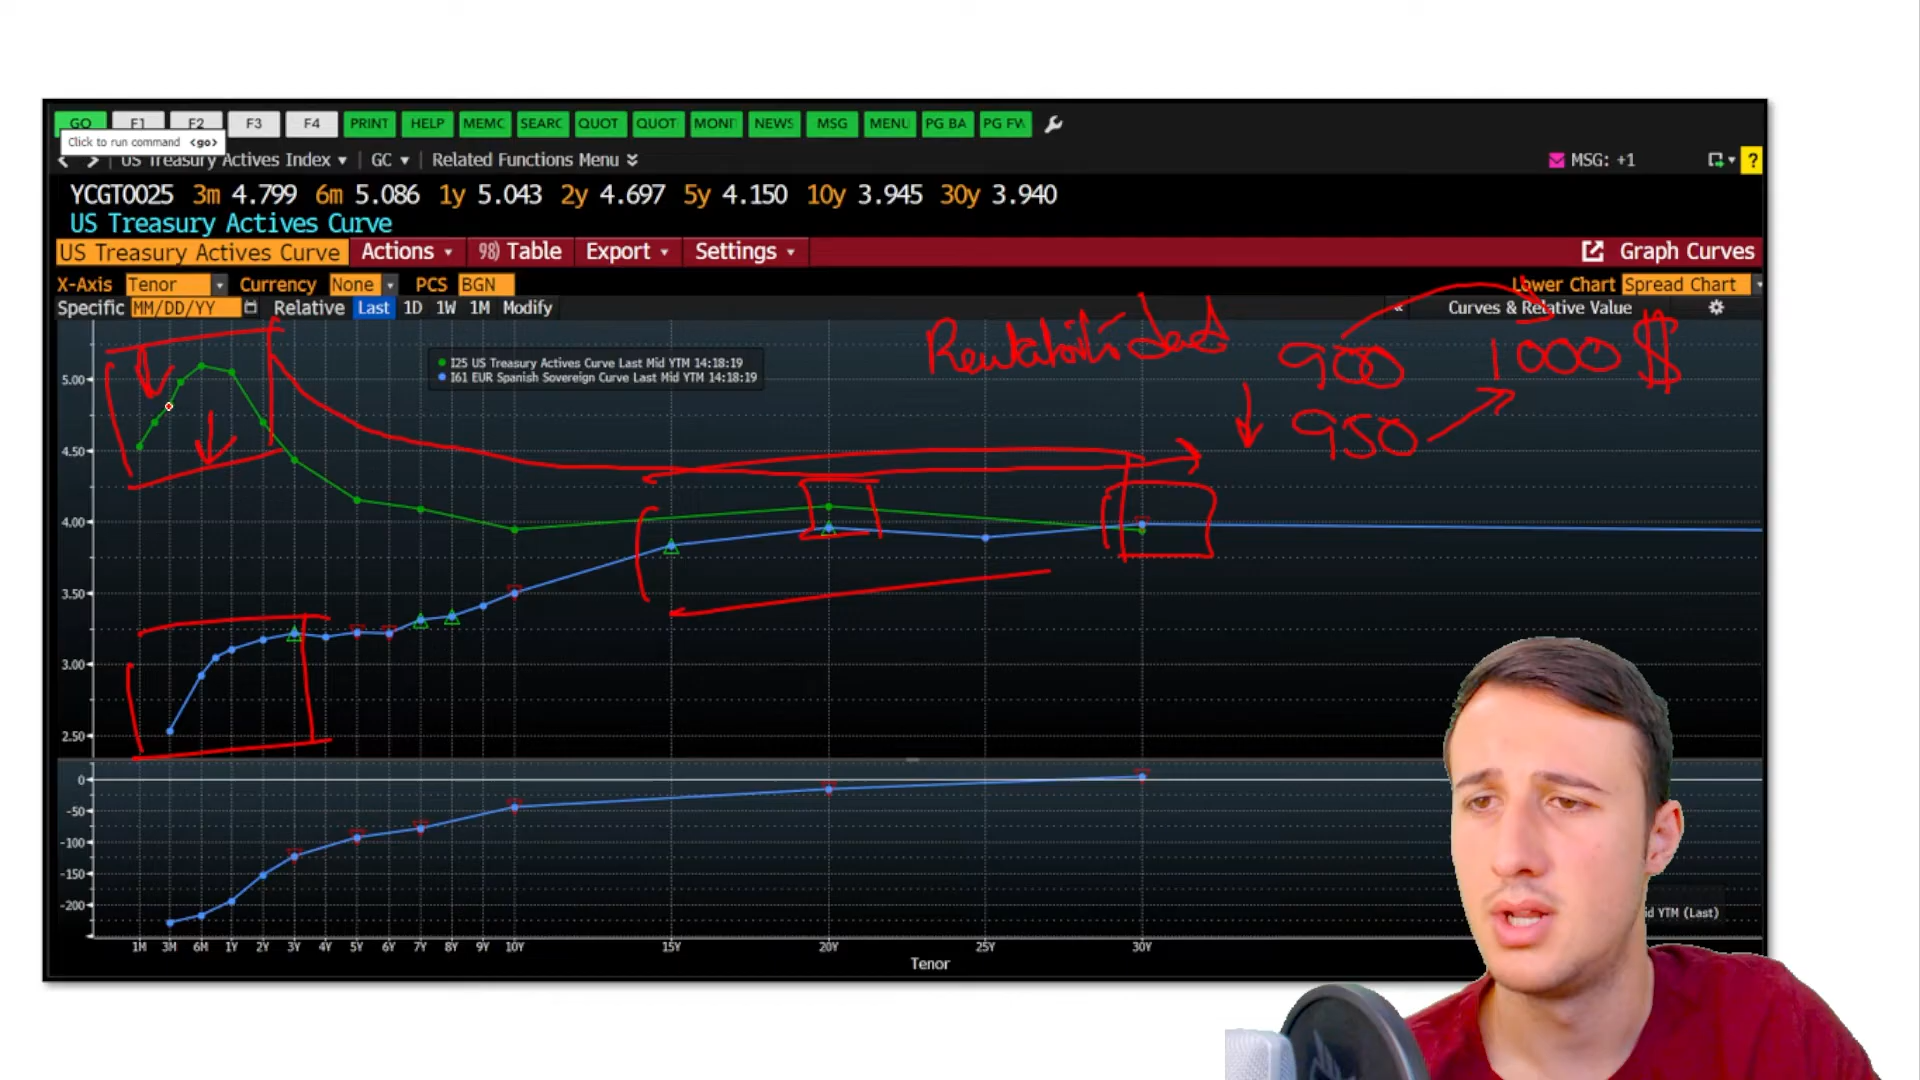 GO F1 F2 F3 F4 PRINT HELP MEMC SEARC QUOT QUOT MONI NEWS MSG MENU PG BA PG FW
Click to run command <go>
US Treasury Actives Index GC Related Functions Menu MSG: +1 ?
YCGT0025 3m 4.799 6m 5.086 1y 5.043 2y 4.697 5y 4.150 10y 3.945 30y 3.940
US Treasury Actives Curve
US Treasury Actives Curve Actions 98) Table Export Settings Graph Curves
X-Axis Tenor Currency None PCS BGN Lower Chart Spread Chart
Specific MM/DD/YY Relative Last 1D 1W 1M Modify « Curves & Relative Value
Rentabilidad 900 1000 $
950
I25 US Treasury Actives Curve Last Mid YTM 14:18:19
I61 EUR Spanish Sovereign Curve Last Mid YTM 14:18:19
5.00
4.50
4.00
3.50
3.00
2.50
0
-50
-100
-150
-200
id YTM (Last)
1M 3M 6M 1Y 2Y 3Y 4Y 5Y 6Y 7Y 8Y 9Y 10Y 15Y 20Y 25Y 30Y
Tenor